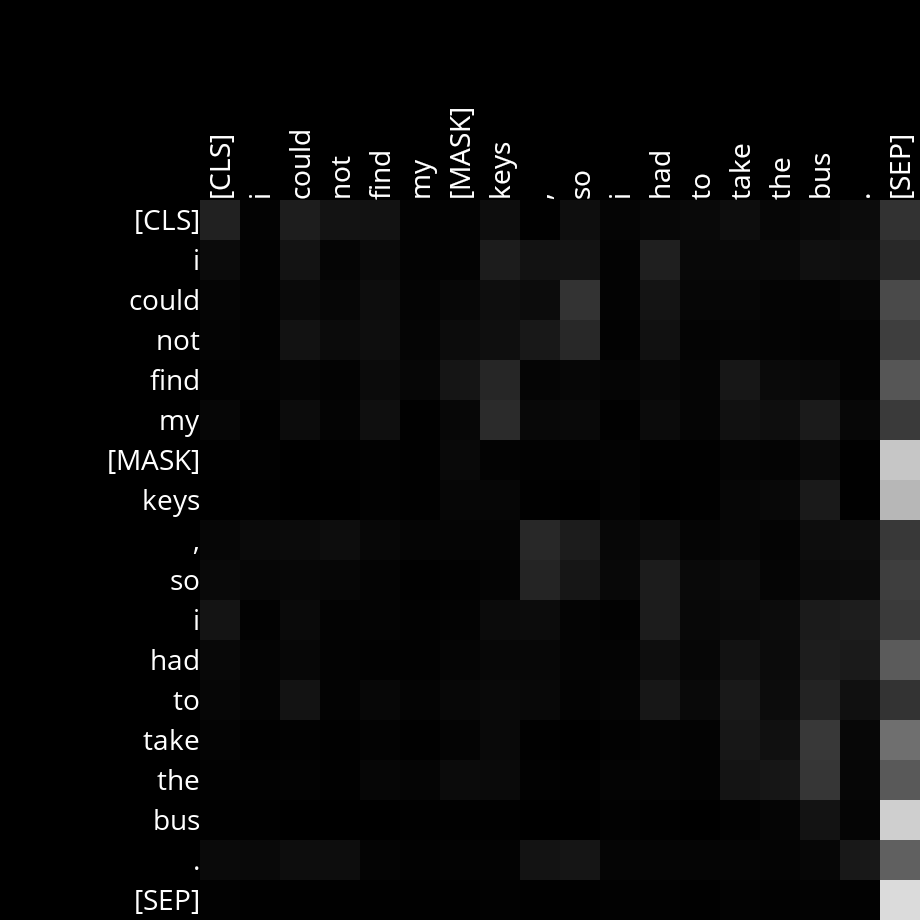 [CLS] i could not find my [MASK] keys , so i had to take the bus . [SEP]
[CLS]
i
could
not
find
my
[MASK]
keys
,
so
i
had
to
take
the
bus
.
[SEP]